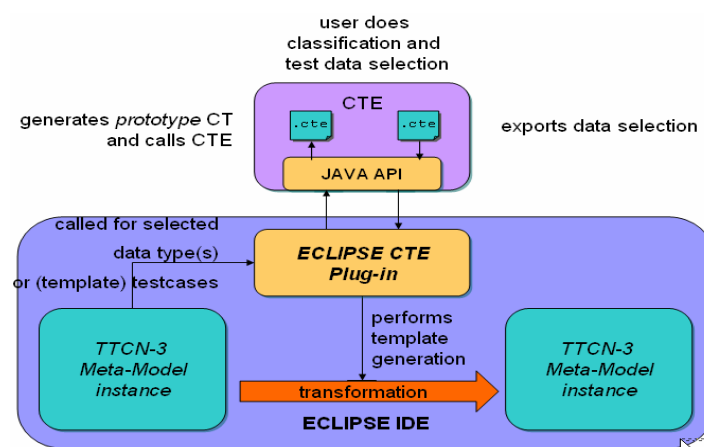 user does
classification and
test data selection
CTE
.cte
.cte
generates prototype CT
and calls CTE
exports data selection
JAVA API
called for selected
data type(s)
or (template) testcases
ECLIPSE CTE
Plug-in
performs
template
generation
TTCN-3
Meta-Model
instance
transformation
TTCN-3
Meta-Model
instance
ECLIPSE IDE